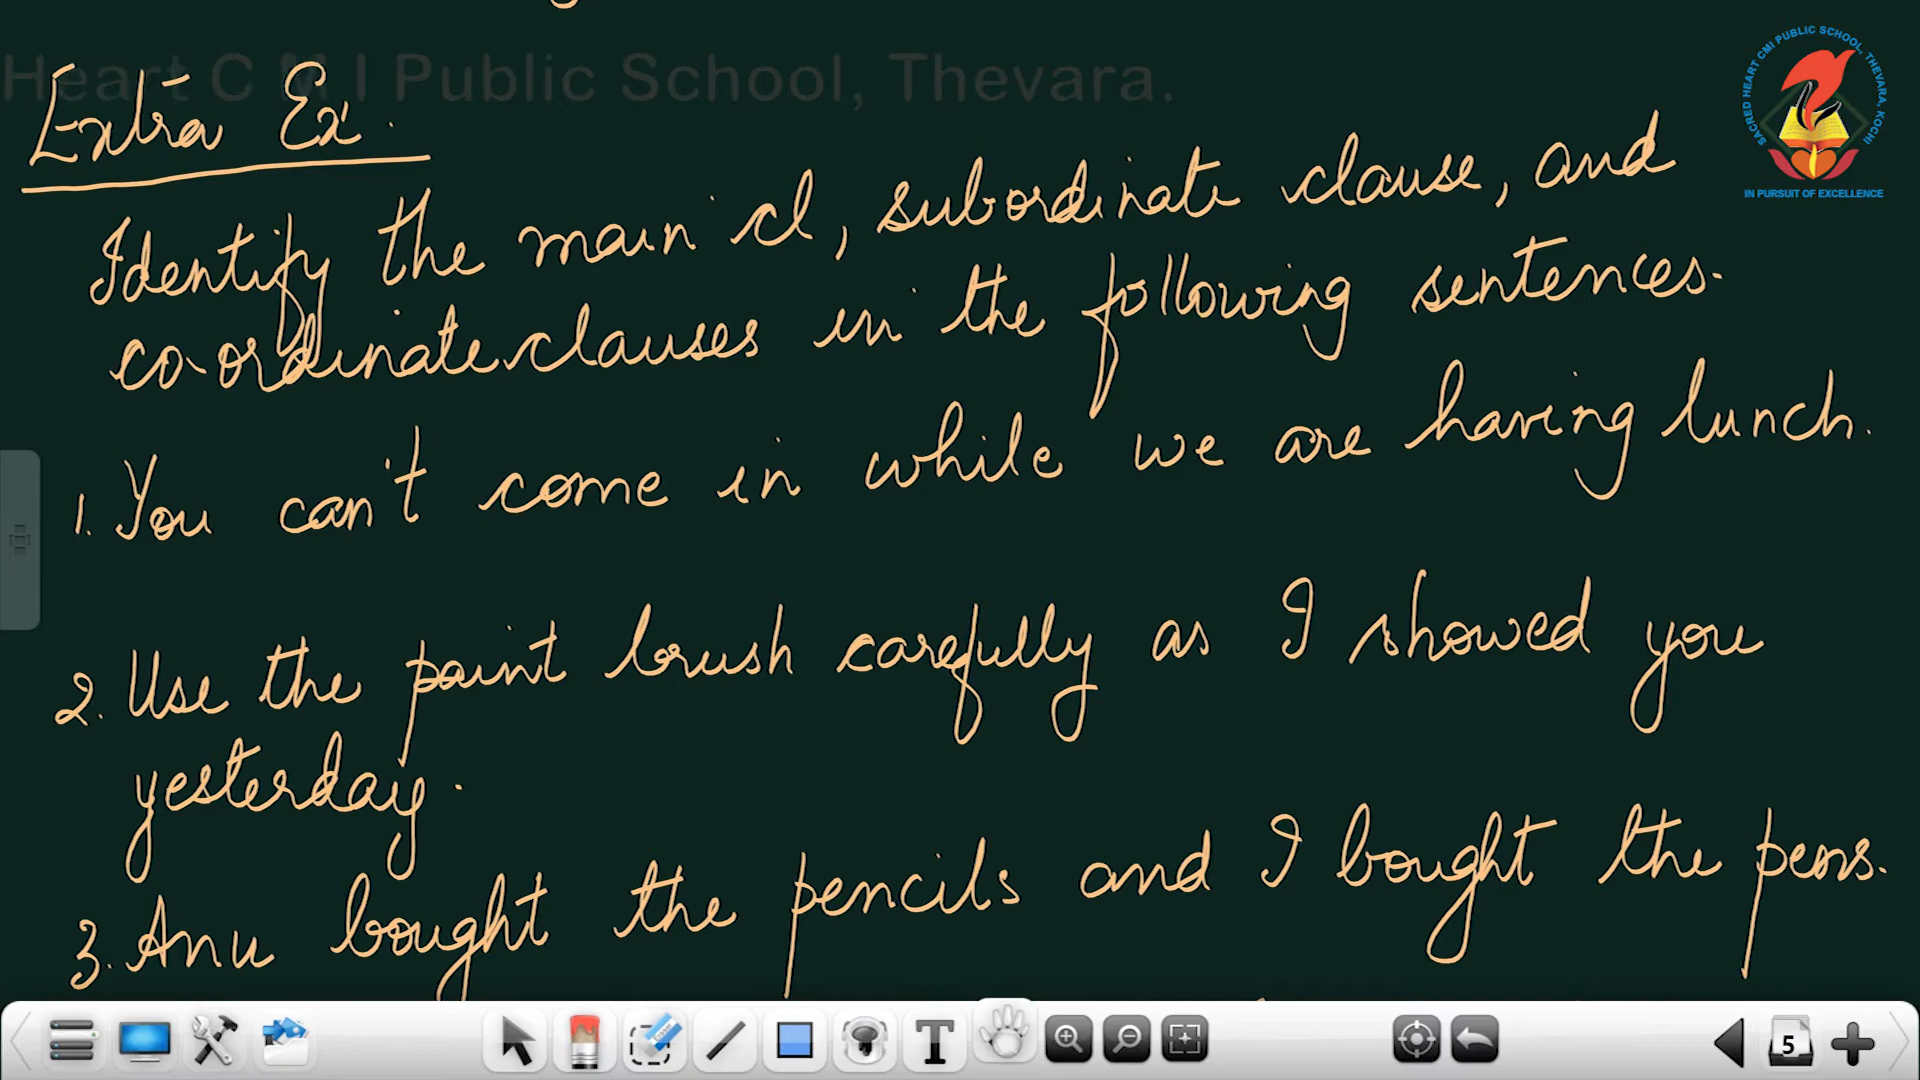 Heart C M I Public School, Thevara.
SACRED HEART CMI PUBLIC SCHOOL, THEVARA, KOCHI
IN PURSUIT OF EXCELLENCE
Extra Ex.
Identify the main cl, subordinate clause, and
co-ordinate clauses in the following sentences.
1. You can't come in while we are having lunch.
2. Use the paint brush carefully as I showed you
yesterday.
3. Anu bought the pencils and I bought the pens.
T
5